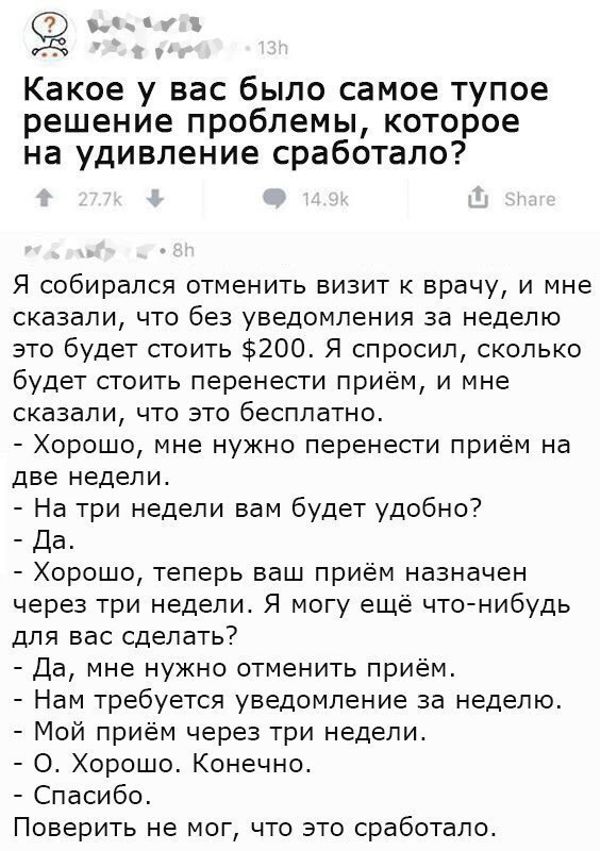 • 13h
Какое у вас было самое тупое
решение проблемы, которое
на удивление сработало?
27.7k 14.9k Share
• 8h
Я собирался отменить визит к врачу, и мне
сказали, что без уведомления за неделю
это будет стоить $200. Я спросил, сколько
будет стоить перенести приём, и мне
сказали, что это бесплатно.
- Хорошо, мне нужно перенести приём на
две недели.
- На три недели вам будет удобно?
- Да.
- Хорошо, теперь ваш приём назначен
через три недели. Я могу ещё что-нибудь
для вас сделать?
- Да, мне нужно отменить приём.
- Нам требуется уведомление за неделю.
- Мой приём через три недели.
- О. Хорошо. Конечно.
- Спасибо.
Поверить не мог, что это сработало.